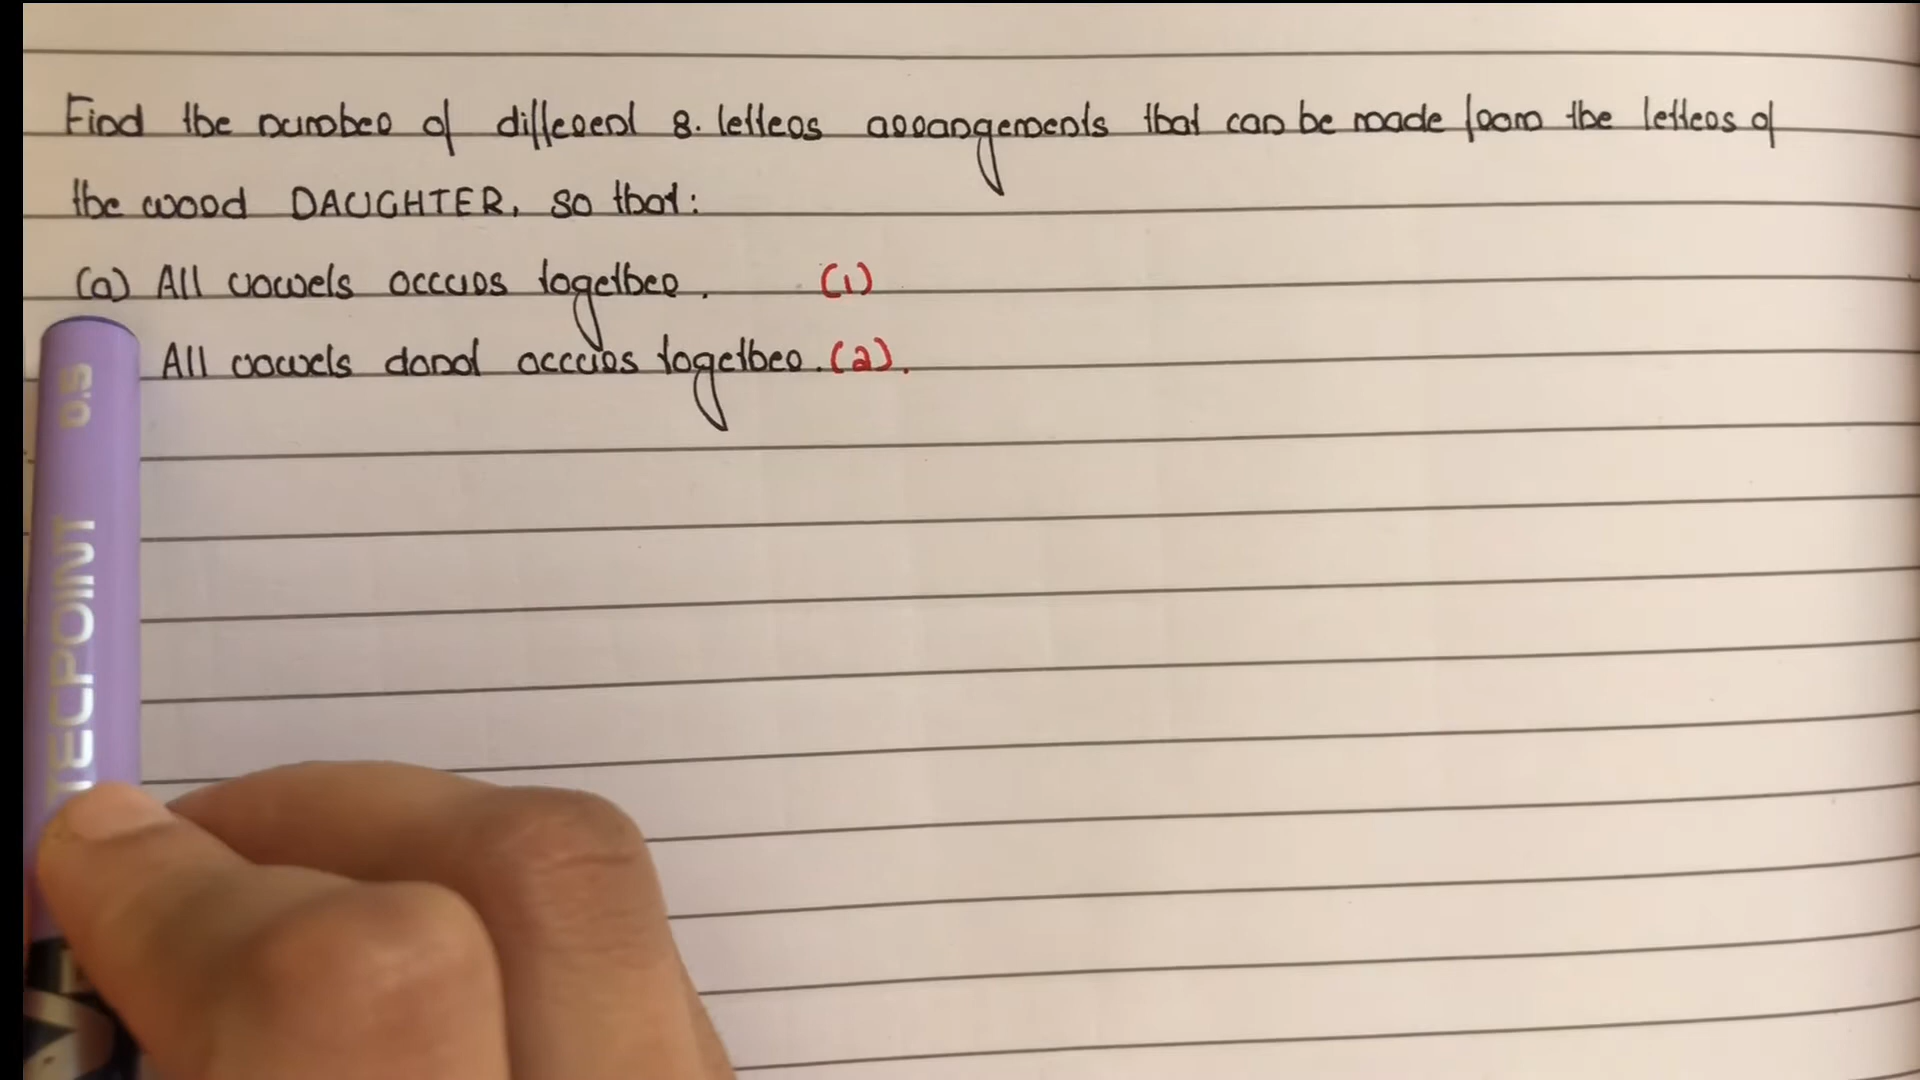 Find the number of different 8. letters arrangements that can be made from the letters of
the word DAUGHTER, so that:
(a) All vowels occurs together. (1)
All vowels donot occurs together. (2).
0.5
TECPOINT